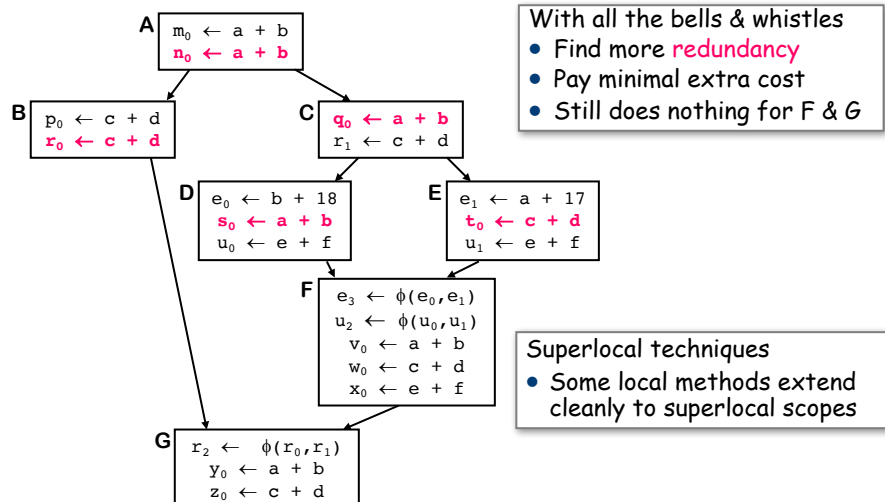 A
m₀ ← a + b
n₀ ← a + b
B
p₀ ← c + d
r₀ ← c + d
C
q₀ ← a + b
r₁ ← c + d
D
e₀ ← b + 18
s₀ ← a + b
u₀ ← e + f
E
e₁ ← a + 17
t₀ ← c + d
u₁ ← e + f
F
e₃ ← ϕ(e₀,e₁)
u₂ ← ϕ(u₀,u₁)
v₀ ← a + b
w₀ ← c + d
x₀ ← e + f
G
r₂ ← ϕ(r₀,r₁)
y₀ ← a + b
z₀ ← c + d
With all the bells & whistles
• Find more redundancy
• Pay minimal extra cost
• Still does nothing for F & G
Superlocal techniques
• Some local methods extend
cleanly to superlocal scopes